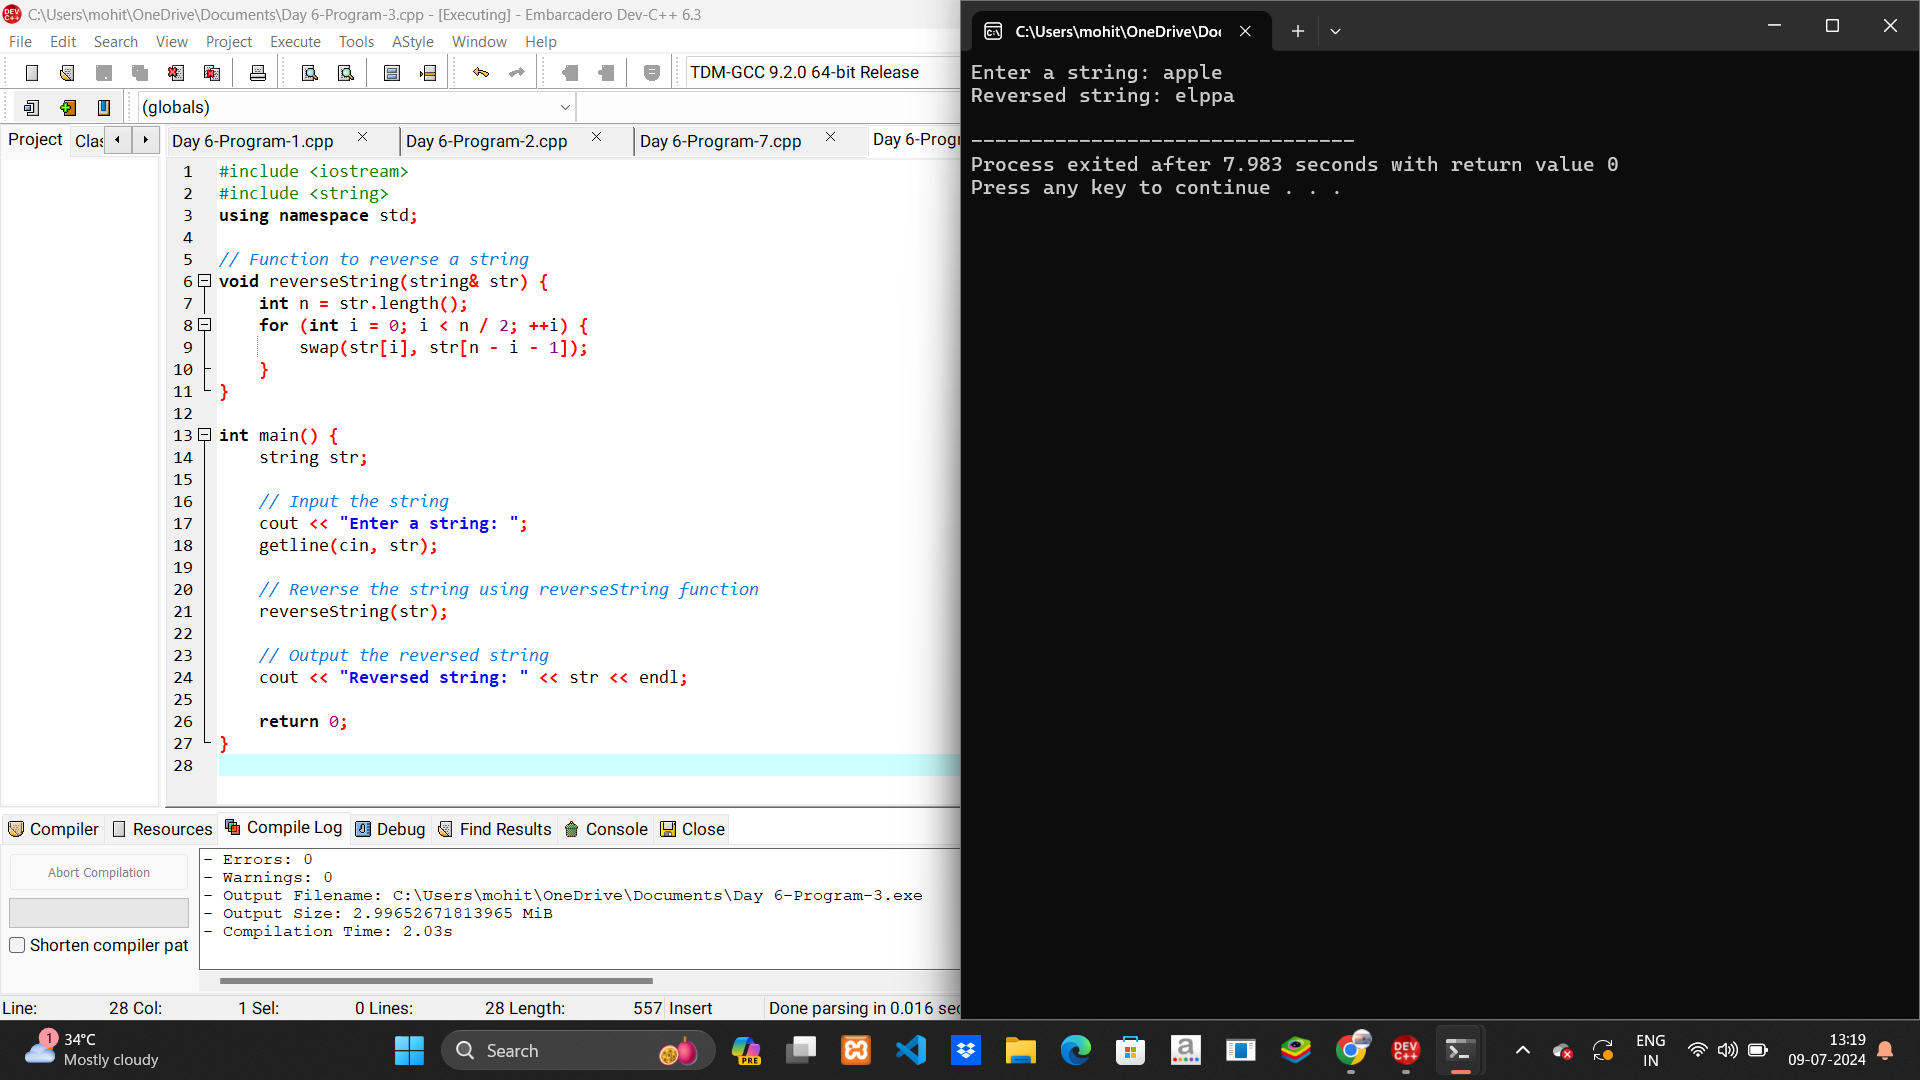 C:\Users\mohit\OneDrive\Documents\Day 6-Program-3.cpp - [Executing] - Embarcadero Dev-C++ 6.3
File Edit Search View Project Execute Tools AStyle Window Help
TDM-GCC 9.2.0 64-bit Release
(globals)
Project Clas
Day 6-Program-1.cpp Day 6-Program-2.cpp Day 6-Program-7.cpp Day 6-Prog
1 #include <iostream>
2 #include <string>
3 using namespace std;
4
5 // Function to reverse a string
6 void reverseString(string& str) {
7     int n = str.length();
8     for (int i = 0; i < n / 2; ++i) {
9         swap(str[i], str[n - i - 1]);
10     }
11 }
12
13 int main() {
14     string str;
15
16     // Input the string
17     cout << "Enter a string: ";
18     getline(cin, str);
19
20     // Reverse the string using reverseString function
21     reverseString(str);
22
23     // Output the reversed string
24     cout << "Reversed string: " << str << endl;
25
26     return 0;
27 }
28
Compiler Resources Compile Log Debug Find Results Console Close
Abort Compilation
Shorten compiler pat
- Errors: 0
- Warnings: 0
- Output Filename: C:\Users\mohit\OneDrive\Documents\Day 6-Program-3.exe
- Output Size: 2.99652671813965 MiB
- Compilation Time: 2.03s
Line: 28 Col: 1 Sel: 0 Lines: 28 Length: 557 Insert Done parsing in 0.016 sec
C:\Users\mohit\OneDrive\Do
Enter a string: apple
Reversed string: elppa
--------------------------------
Process exited after 7.983 seconds with return value 0
Press any key to continue . . .
1
34°C
Mostly cloudy
Search
PRE
a
DEV C++
ENG
IN
13:19
09-07-2024